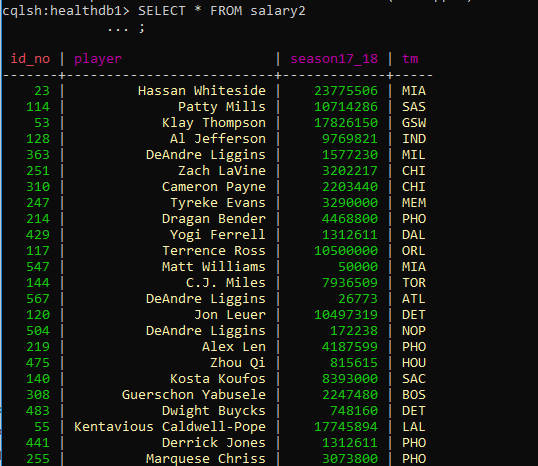 cqlsh:healthdb1> SELECT * FROM salary2
... ;
id_no | player | season17_18 | tm
-------+-------------------------+-------------+-----
23 | Hassan Whiteside | 23775506 | MIA
114 | Patty Mills | 10714286 | SAS
53 | Klay Thompson | 17826150 | GSW
128 | Al Jefferson | 9769821 | IND
363 | DeAndre Liggins | 1577230 | MIL
251 | Zach LaVine | 3202217 | CHI
310 | Cameron Payne | 2203440 | CHI
247 | Tyreke Evans | 3290000 | MEM
214 | Dragan Bender | 4468800 | PHO
429 | Yogi Ferrell | 1312611 | DAL
117 | Terrence Ross | 10500000 | ORL
547 | Matt Williams | 50000 | MIA
144 | C.J. Miles | 7936509 | TOR
567 | DeAndre Liggins | 26773 | ATL
120 | Jon Leuer | 10497319 | DET
504 | DeAndre Liggins | 172238 | NOP
219 | Alex Len | 4187599 | PHO
475 | Zhou Qi | 815615 | HOU
140 | Kosta Koufos | 8393000 | SAC
308 | Guerschon Yabusele | 2247480 | BOS
483 | Dwight Buycks | 748160 | DET
55 | Kentavious Caldwell-Pope | 17745894 | LAL
441 | Derrick Jones | 1312611 | PHO
255 | Marquese Chriss | 3073800 | PHO